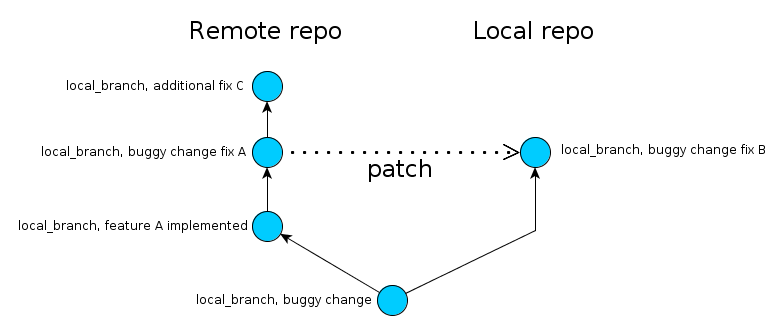 Remote repo
Local repo
local_branch, additional fix C
local_branch, buggy change fix A
local_branch, buggy change fix B
patch
local_branch, feature A implemented
local_branch, buggy change